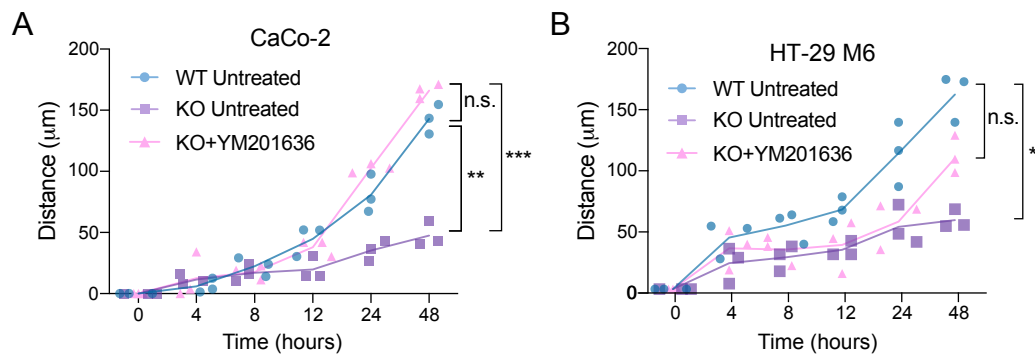 A
CaCo-2
200
150
100
50
0
Distance (μm)
WT Untreated
KO Untreated
KO+YM201636
n.s.
**
***
0 4 8 12 24 48
Time (hours)
B
HT-29 M6
200
150
100
50
0
Distance (μm)
WT Untreated
KO Untreated
KO+YM201636
n.s.
*
0 4 8 12 24 48
Time (hours)